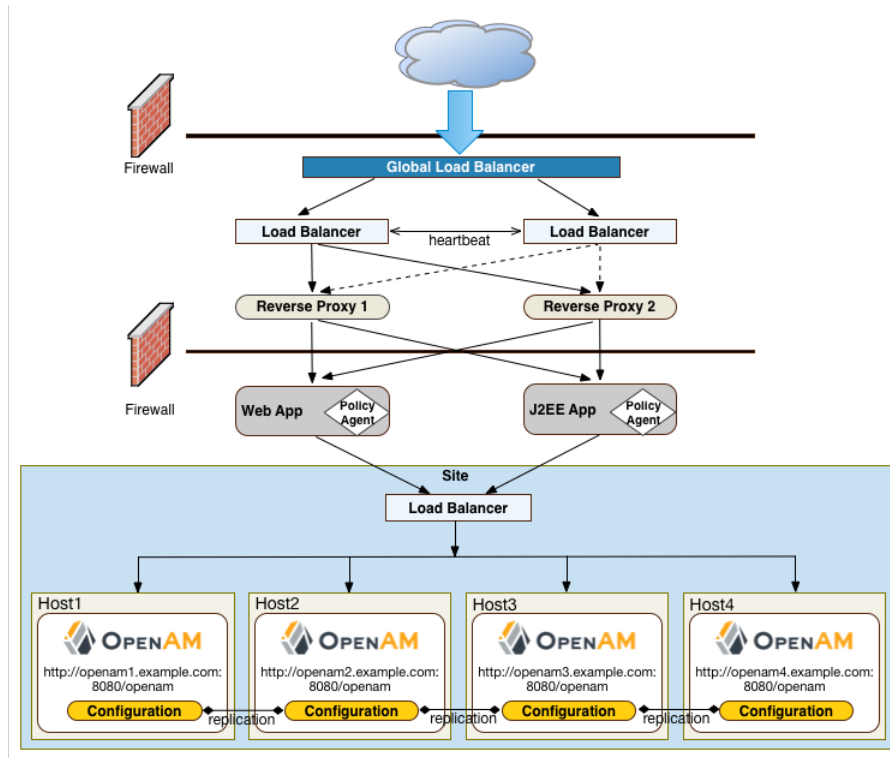 Firewall
Global Load Balancer
Load Balancer
heartbeat
Load Balancer
Reverse Proxy 1
Reverse Proxy 2
Firewall
Web App
Policy
Agent
J2EE App
Policy
Agent
Site
Load Balancer
Host1
OPENAM
http://openam1.example.com:
8080/openam
Configuration
replication
Host2
OPENAM
http://openam2.example.com:
8080/openam
Configuration
replication
Host3
OPENAM
http://openam3.example.com:
8080/openam
Configuration
replication
Host4
OPENAM
http://openam4.example.com:
8080/openam
Configuration